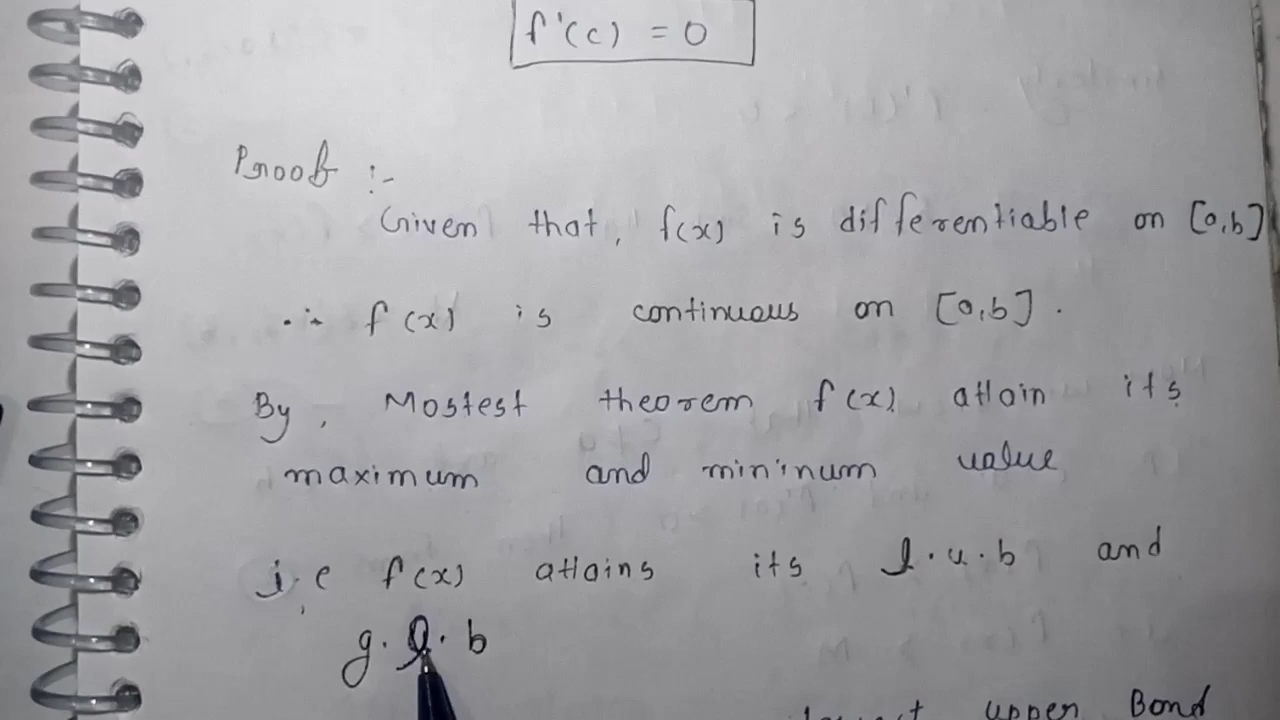 f'(c) = 0
Proof :-
Given that, f(x) is differentiable on [a,b]
∴ f(x) is continuous on [a,b].
By, Mostest theorem f(x) attain its
maximum and mininum value
i.e f(x) attains its l.u.b and
g.l.b
upper Bond